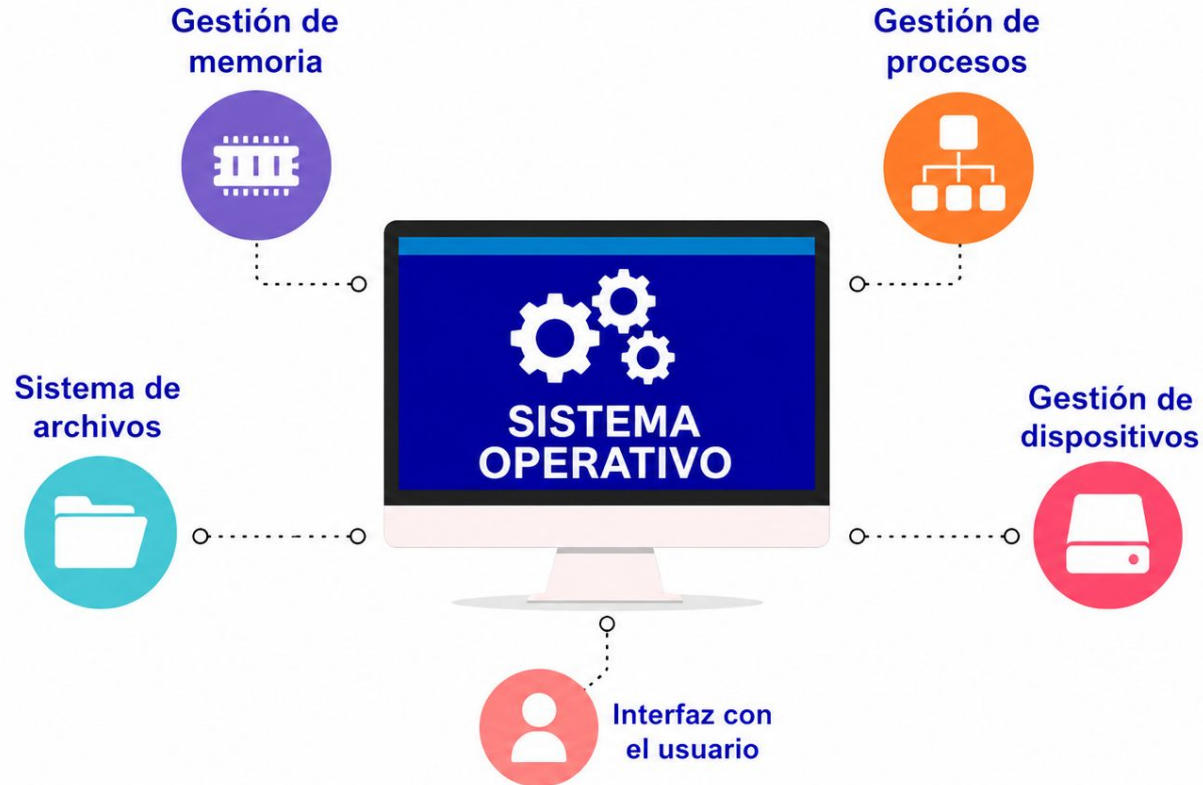 Gestión de
memoria
Gestión de
procesos
SISTEMA
OPERATIVO
Sistema de
archivos
Gestión de
dispositivos
Interfaz con
el usuario